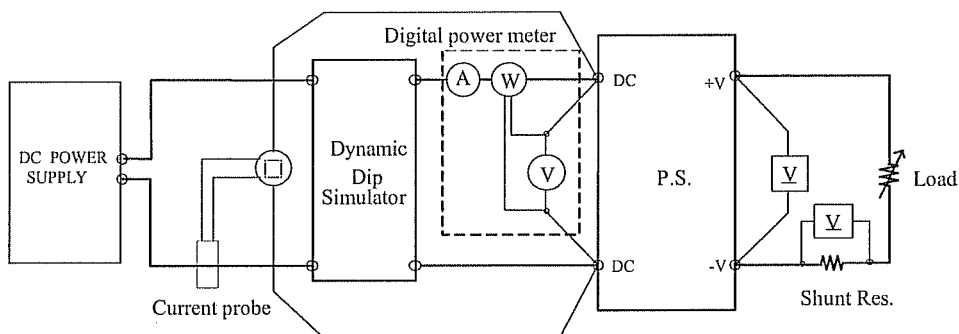 Digital power meter
A
W
DC
+V
DC POWER
SUPPLY
Dynamic
Dip
Simulator
V
P.S.
V
Load
V
DC
-V
Current probe
Shunt Res.